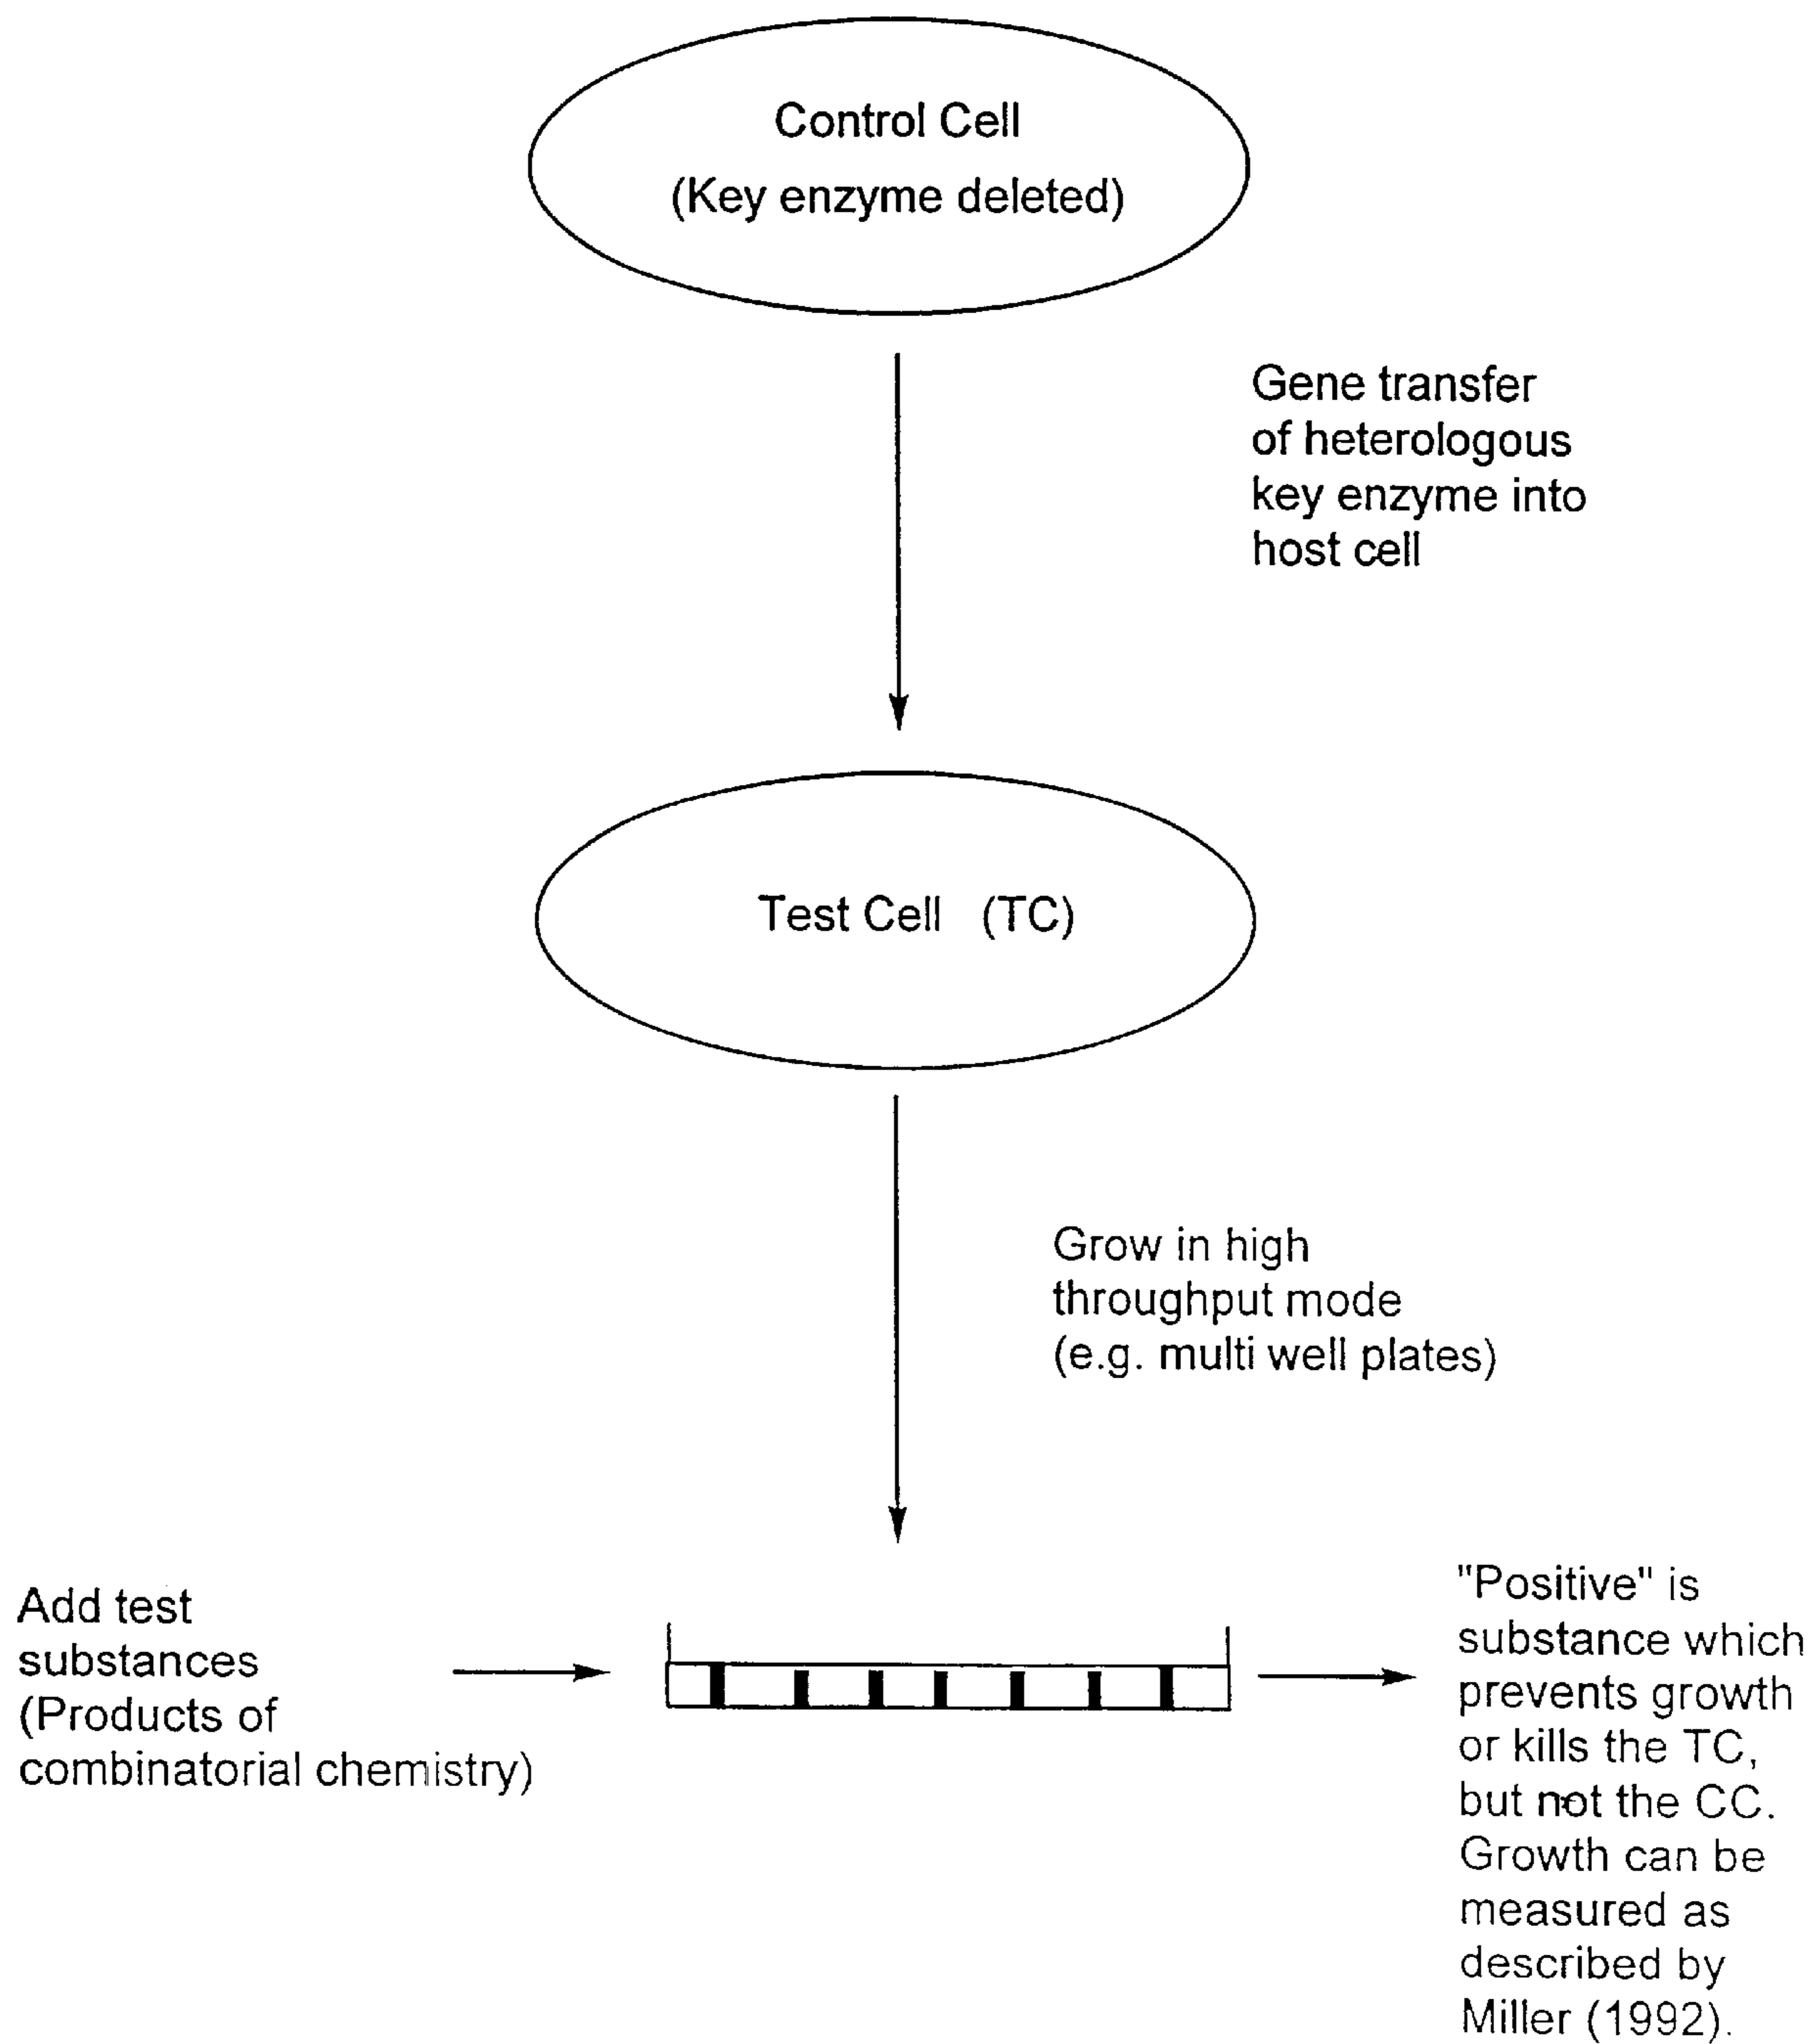 Control Cell
(Key enzyme deleted)
Gene transfer
of heterologous
key enzyme into
host cell
Test Cell (TC)
Grow in high
throughput mode
(e.g. multi well plates)
Add test
substances
(Products of
combinatorial chemistry)
"Positive" is
substance which
prevents growth
or kills the TC,
but not the CC.
Growth can be
measured as
described by
Miller (1992).